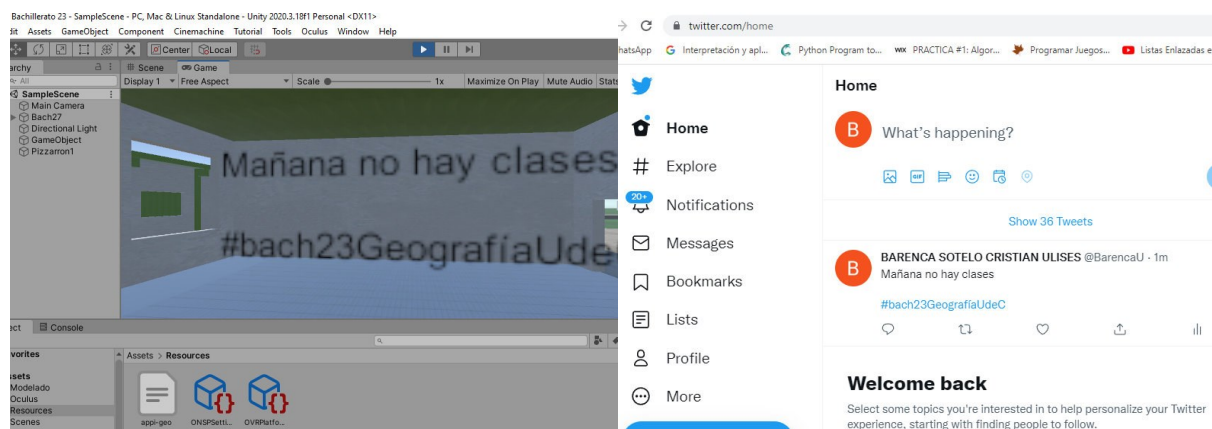 Bachillerato 23 - SampleScene - PC, Mac & Linux Standalone - Unity 2020.3.18f1 Personal <DX11>
dit Assets GameObject Component Cinemachine Tutorial Tools Oculus Window Help
Center Local
archy
All
SampleScene
Main Camera
Bach27
Directional Light
GameObject
Pizzarron1
Scene Game
Display 1 Free Aspect Scale 1x Maximize On Play Mute Audio Stats
Mañana no hay clases
#bach23GeografíaUde
ect Console
vorites
ssets
Modelado
Oculus
Resources
Scenes
Assets > Resources
appi-geo ONSPSetti... OVRPlatfo...
twitter.com/home
hatsApp Interpretación y apl... Python Program to... WIX PRACTICA #1: Algor... Programar Juegos... Listas Enlazadas e
Home
Explore
20+
Notifications
Messages
Bookmarks
Lists
Profile
More
Home
B
What's happening?
GIF
Show 36 Tweets
B
BARENCA SOTELO CRISTIAN ULISES @BarencaU · 1m
Mañana no hay clases
#bach23GeografíaUdeC
Welcome back
Select some topics you're interested in to help personalize your Twitter
experience, starting with finding people to follow.